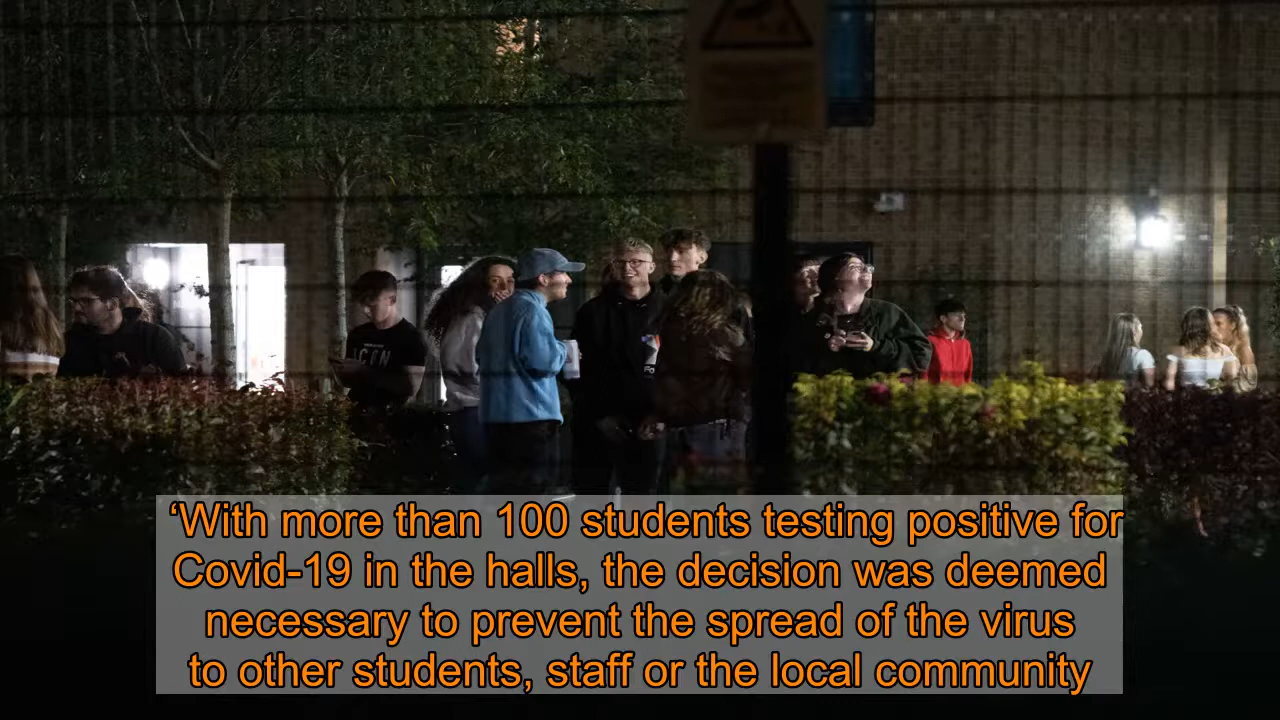 ICON
‘With more than 100 students testing positive for
Covid-19 in the halls, the decision was deemed
necessary to prevent the spread of the virus
to other students, staff or the local community